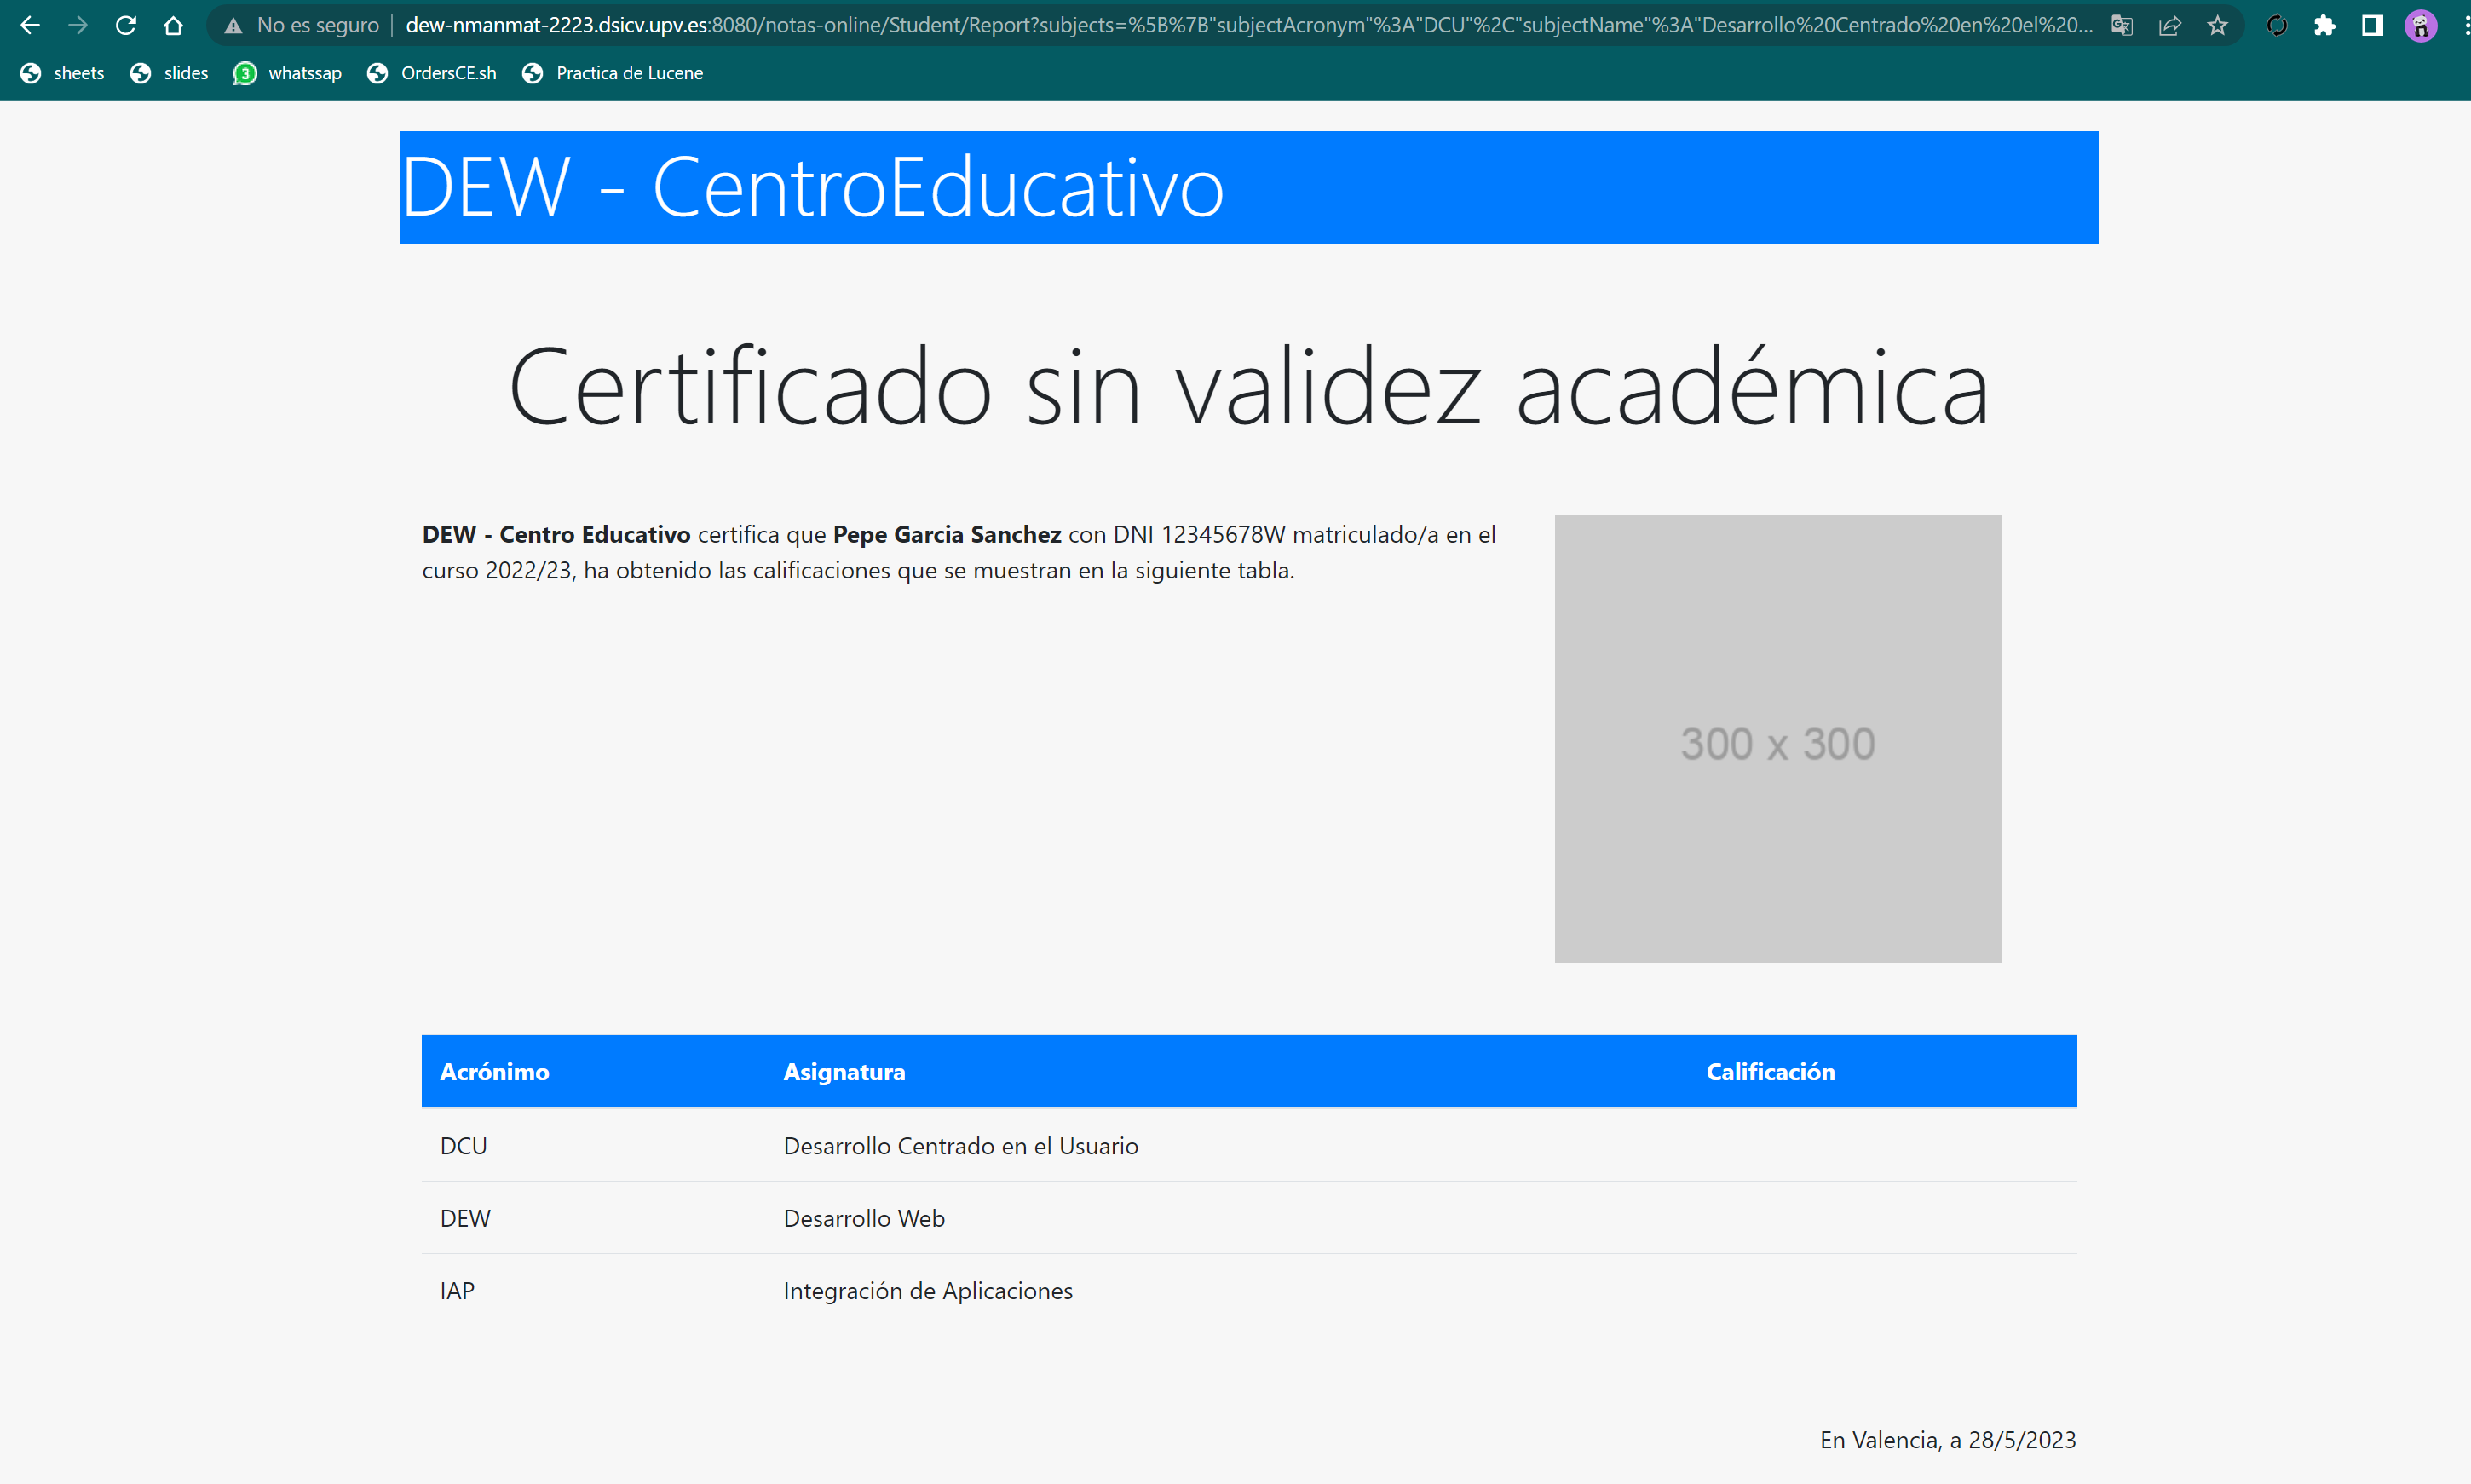 No es seguro | dew-nmanmat-2223.dsicv.upv.es:8080/notas-online/Student/Report?subjects=%5B%7B"subjectAcronym"%3A"DCU"%2C"subjectName"%3A"Desarrollo%20Centrado%20en%20el%20...
sheets slides 3 whatssap OrdersCE.sh Practica de Lucene
DEW - CentroEducativo
Certificado sin validez académica
DEW - Centro Educativo certifica que Pepe Garcia Sanchez con DNI 12345678W matriculado/a en el
curso 2022/23, ha obtenido las calificaciones que se muestran en la siguiente tabla.
300 x 300
Acrónimo Asignatura Calificación
DCU Desarrollo Centrado en el Usuario
DEW Desarrollo Web
IAP Integración de Aplicaciones
En Valencia, a 28/5/2023